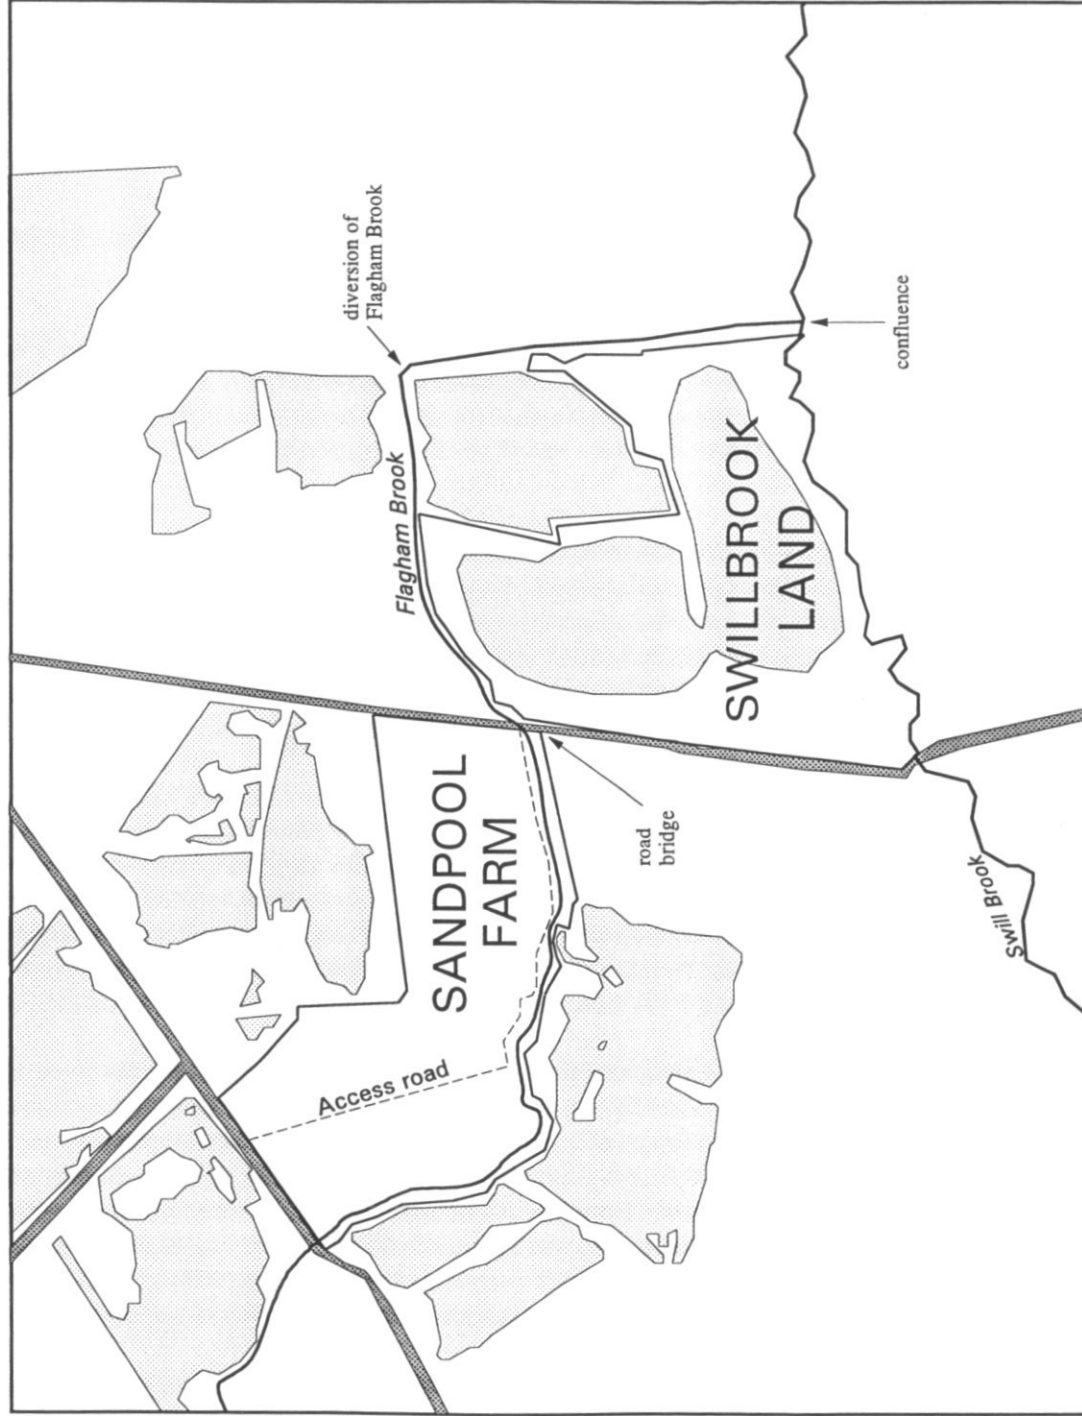 diversion of
Flagham Brook
Flagham Brook
confluence
SWILLBROOK
LAND
SANDPOOL
FARM
road
bridge
Access road
Swill Brook